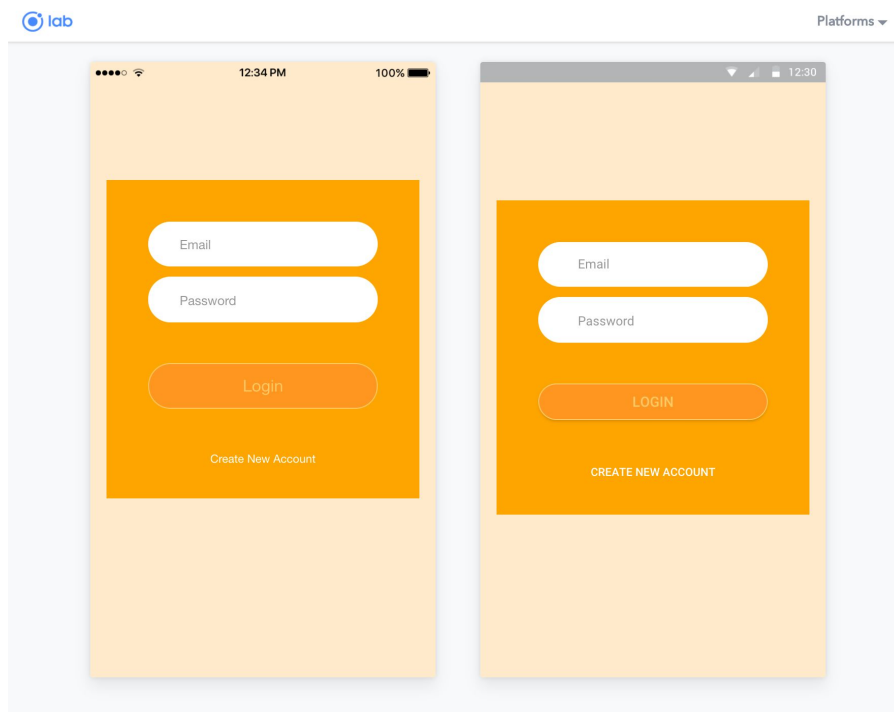 lab
Platforms
12:34 PM
100%
Email
Password
Login
Create New Account
12:30
Email
Password
LOGIN
CREATE NEW ACCOUNT